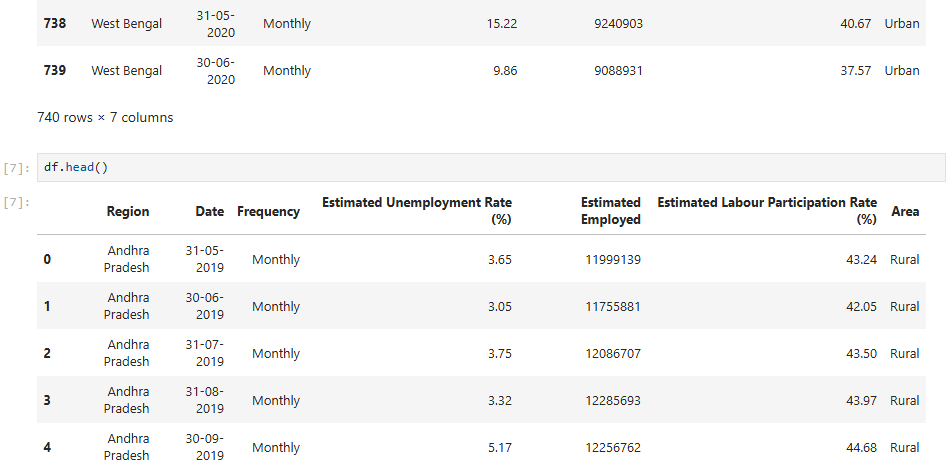 738 West Bengal 31-05-
2020 Monthly 15.22 9240903 40.67 Urban
739 West Bengal 30-06-
2020 Monthly 9.86 9088931 37.57 Urban
740 rows × 7 columns
[7]: df.head()
[7]:
Region Date Frequency Estimated Unemployment Rate
(%) Estimated
Employed Estimated Labour Participation Rate
(%) Area
0 Andhra
Pradesh 31-05-
2019 Monthly 3.65 11999139 43.24 Rural
1 Andhra
Pradesh 30-06-
2019 Monthly 3.05 11755881 42.05 Rural
2 Andhra
Pradesh 31-07-
2019 Monthly 3.75 12086707 43.50 Rural
3 Andhra
Pradesh 31-08-
2019 Monthly 3.32 12285693 43.97 Rural
4 Andhra
Pradesh 30-09-
2019 Monthly 5.17 12256762 44.68 Rural